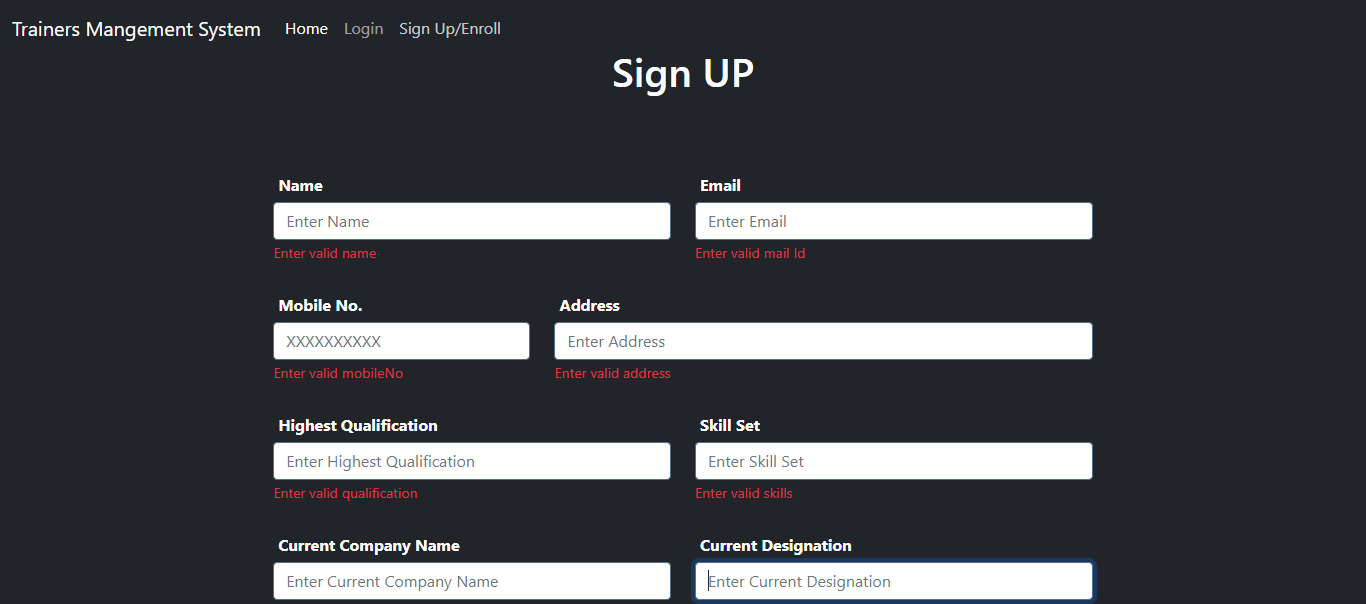 Trainers Mangement System Home Login Sign Up/Enroll
Sign UP
Name Email
Enter Name Enter Email
Enter valid name Enter valid mail Id
Mobile No. Address
XXXXXXXXXX Enter Address
Enter valid mobileNo Enter valid address
Highest Qualification Skill Set
Enter Highest Qualification Enter Skill Set
Enter valid qualification Enter valid skills
Current Company Name Current Designation
Enter Current Company Name Enter Current Designation